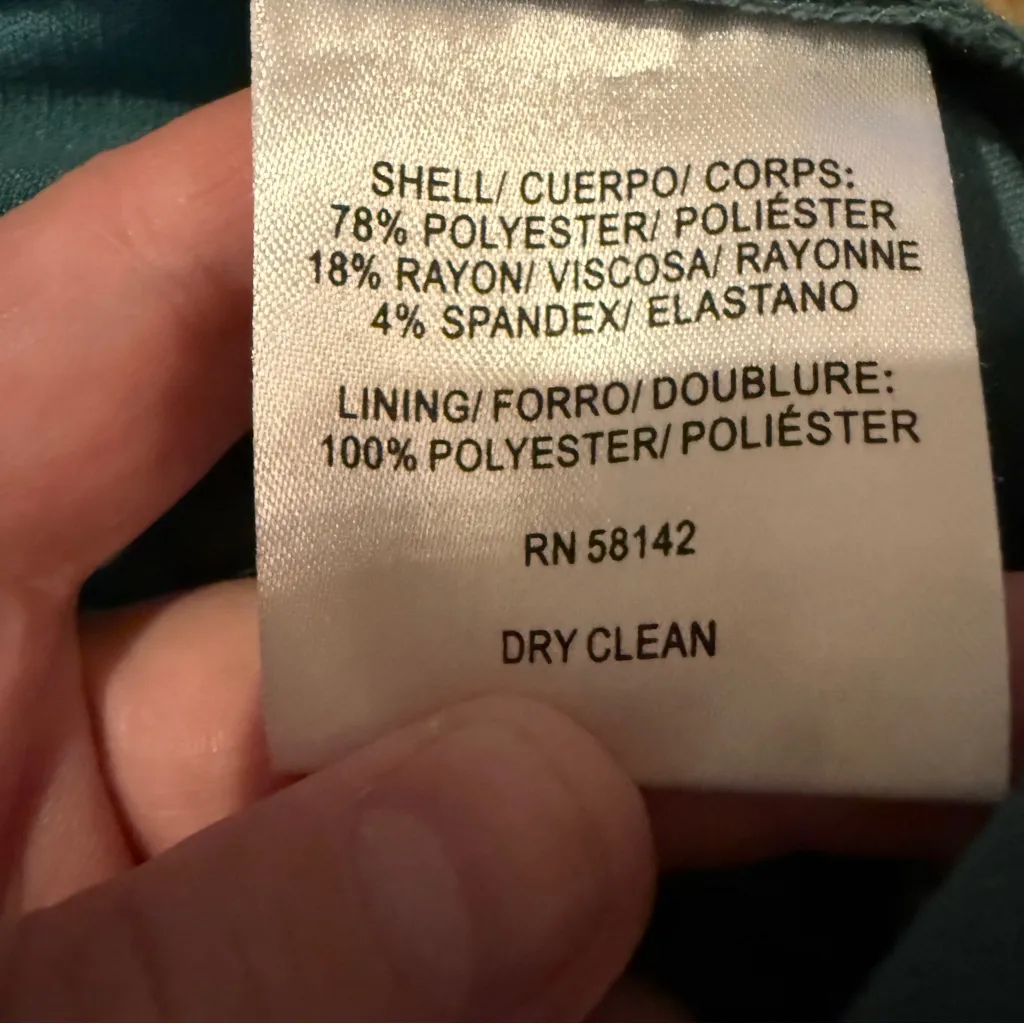 SHELL/ CUERPO/ CORPS:
78% POLYESTER/ POLIÉSTER
18% RAYON/ VISCOSA/ RAYONNE
4% SPANDEX/ ELASTANO
LINING/ FORRO/ DOUBLURE:
100% POLYESTER/ POLIÉSTER
RN 58142
DRY CLEAN